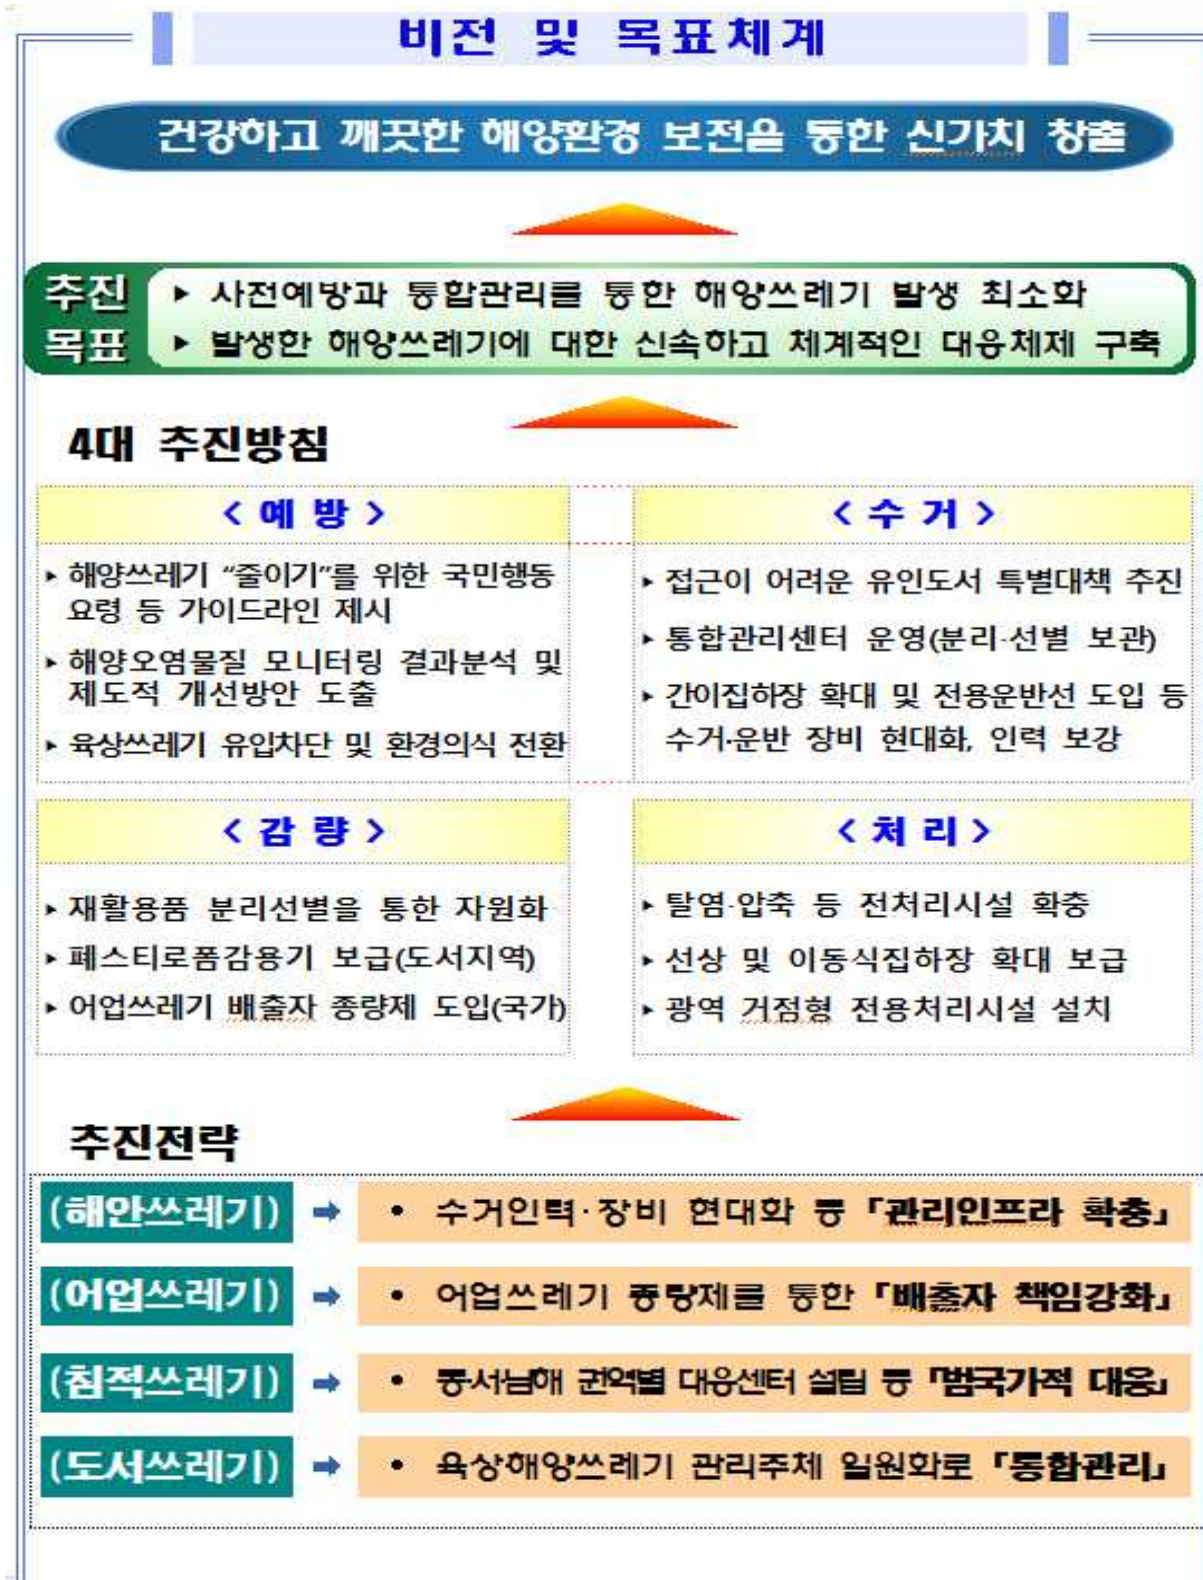 비전 및 목표체계
건강하고 깨끗한 해양환경 보전을 통한 신가치 창출
추진
목표
▸ 사전예방과 통합관리를 통한 해양쓰레기 발생 최소화
▸ 발생한 해양쓰레기에 대한 신속하고 체계적인 대응체제 구축
4대 추진방침
< 예 방 >
▸ 해양쓰레기 “줄이기”를 위한 국민행동
요령 등 가이드라인 제시
▸ 해양오염물질 모니터링 결과분석 및
제도적 개선방안 도출
▸ 육상쓰레기 유입차단 및 환경의식 전환
< 수 거 >
▸ 접근이 어려운 유인도서 특별대책 추진
▸ 통합관리센터 운영(분리·선별 보관)
▸ 간이집하장 확대 및 전용운반선 도입 등
수거·운반 장비 현대화, 인력 보강
< 감 량 >
▸ 재활용품 분리선별을 통한 자원화
▸ 페스티로폼감용기 보급(도서지역)
▸ 어업쓰레기 배출자 종량제 도입(국가)
< 처 리 >
▸ 탈염·압축 등 전처리시설 확충
▸ 선상 및 이동식집하장 확대 보급
▸ 광역 거점형 전용처리시설 설치
추진전략
(해안쓰레기) ➡ • 수거인력·장비 현대화 등 「관리인프라 확충」
(어업쓰레기) ➡ • 어업쓰레기 종량제를 통한 「배출자 책임강화」
(침적쓰레기) ➡ • 동·서·남해 권역별 대응센터 설립 등 「범국가적 대응」
(도서쓰레기) ➡ • 육상·해양쓰레기 관리주체 일원화로 「통합관리」